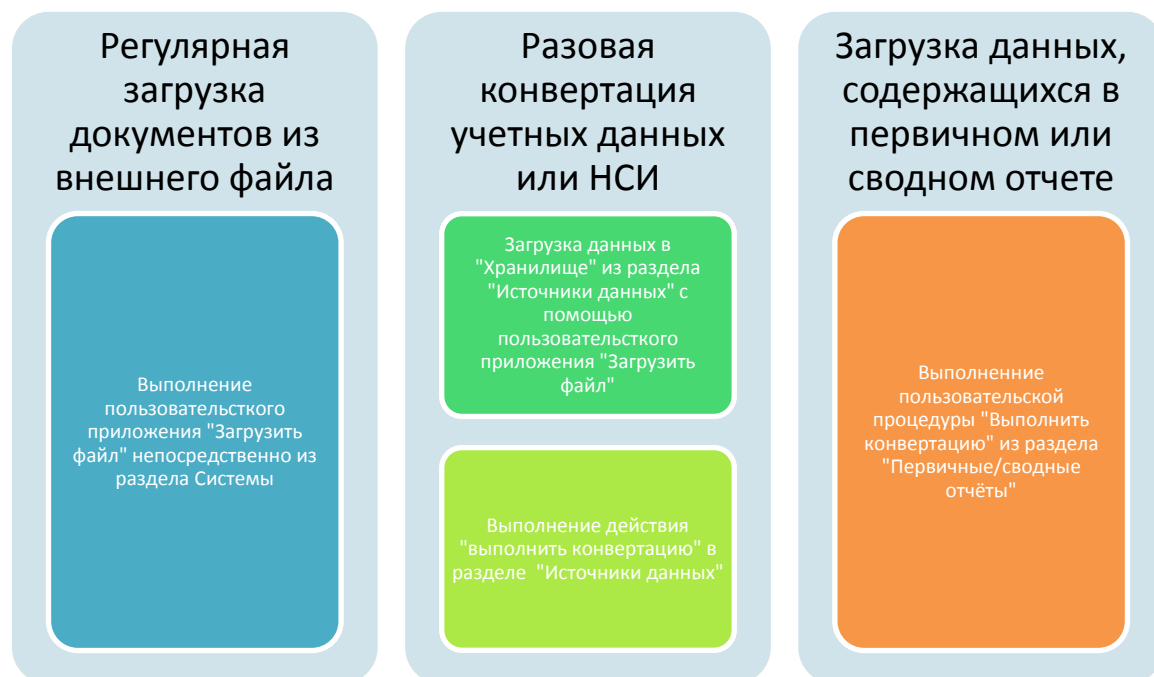 Регулярная
загрузка
документов из
внешнего файла
Выполнение
пользовательсткого
приложения "Загрузить
файл" непосредственно из
раздела Системы
Разовая
конвертация
учетных данных
или НСИ
Загрузка данных в
"Хранилище" из раздела
"Источники данных" с
помощью
пользовательсткого
приложения "Загрузить
файл"
Выполнение действия
"выполнить конвертацию" в
разделе "Источники данных"
Загрузка данных,
содержащихся в
первичном или
сводном отчете
Выполненние
пользовательской
процедуры "Выполнить
конвертацию" из раздела
"Первичные/сводные
отчёты"